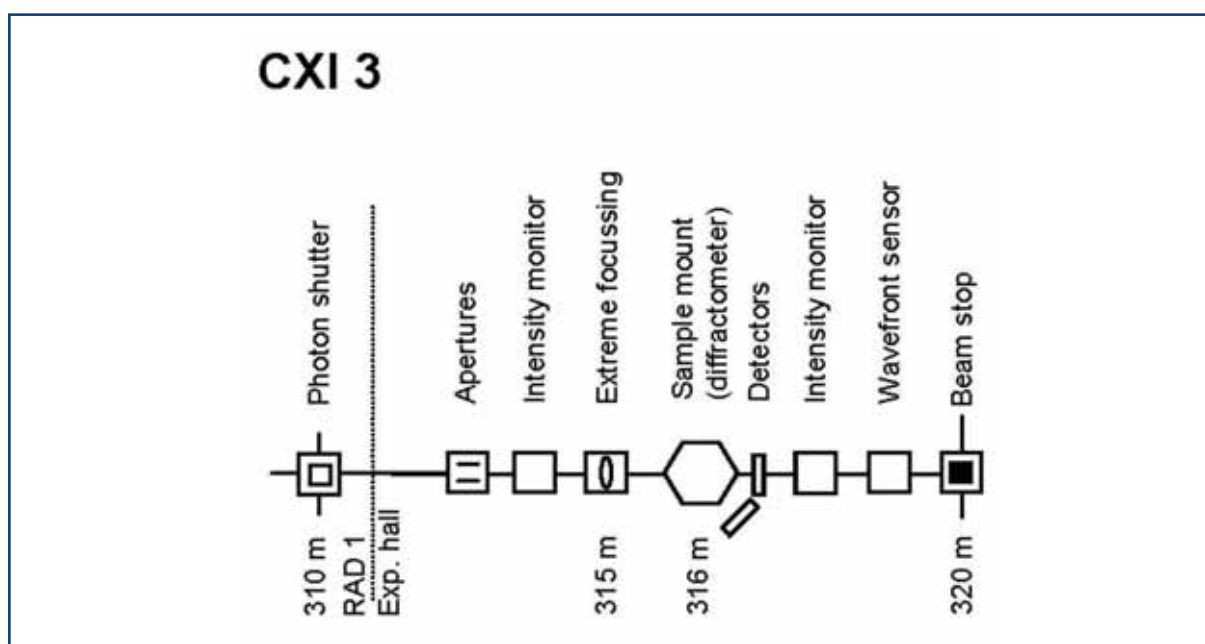 CXI 3
Photon shutter
Apertures
Intensity monitor
Extreme focussing
Sample mount
(diffractometer)
Detectors
Intensity monitor
Wavefront sensor
Beam stop
310 m
RAD 1
Exp. hall
315 m
316 m
320 m